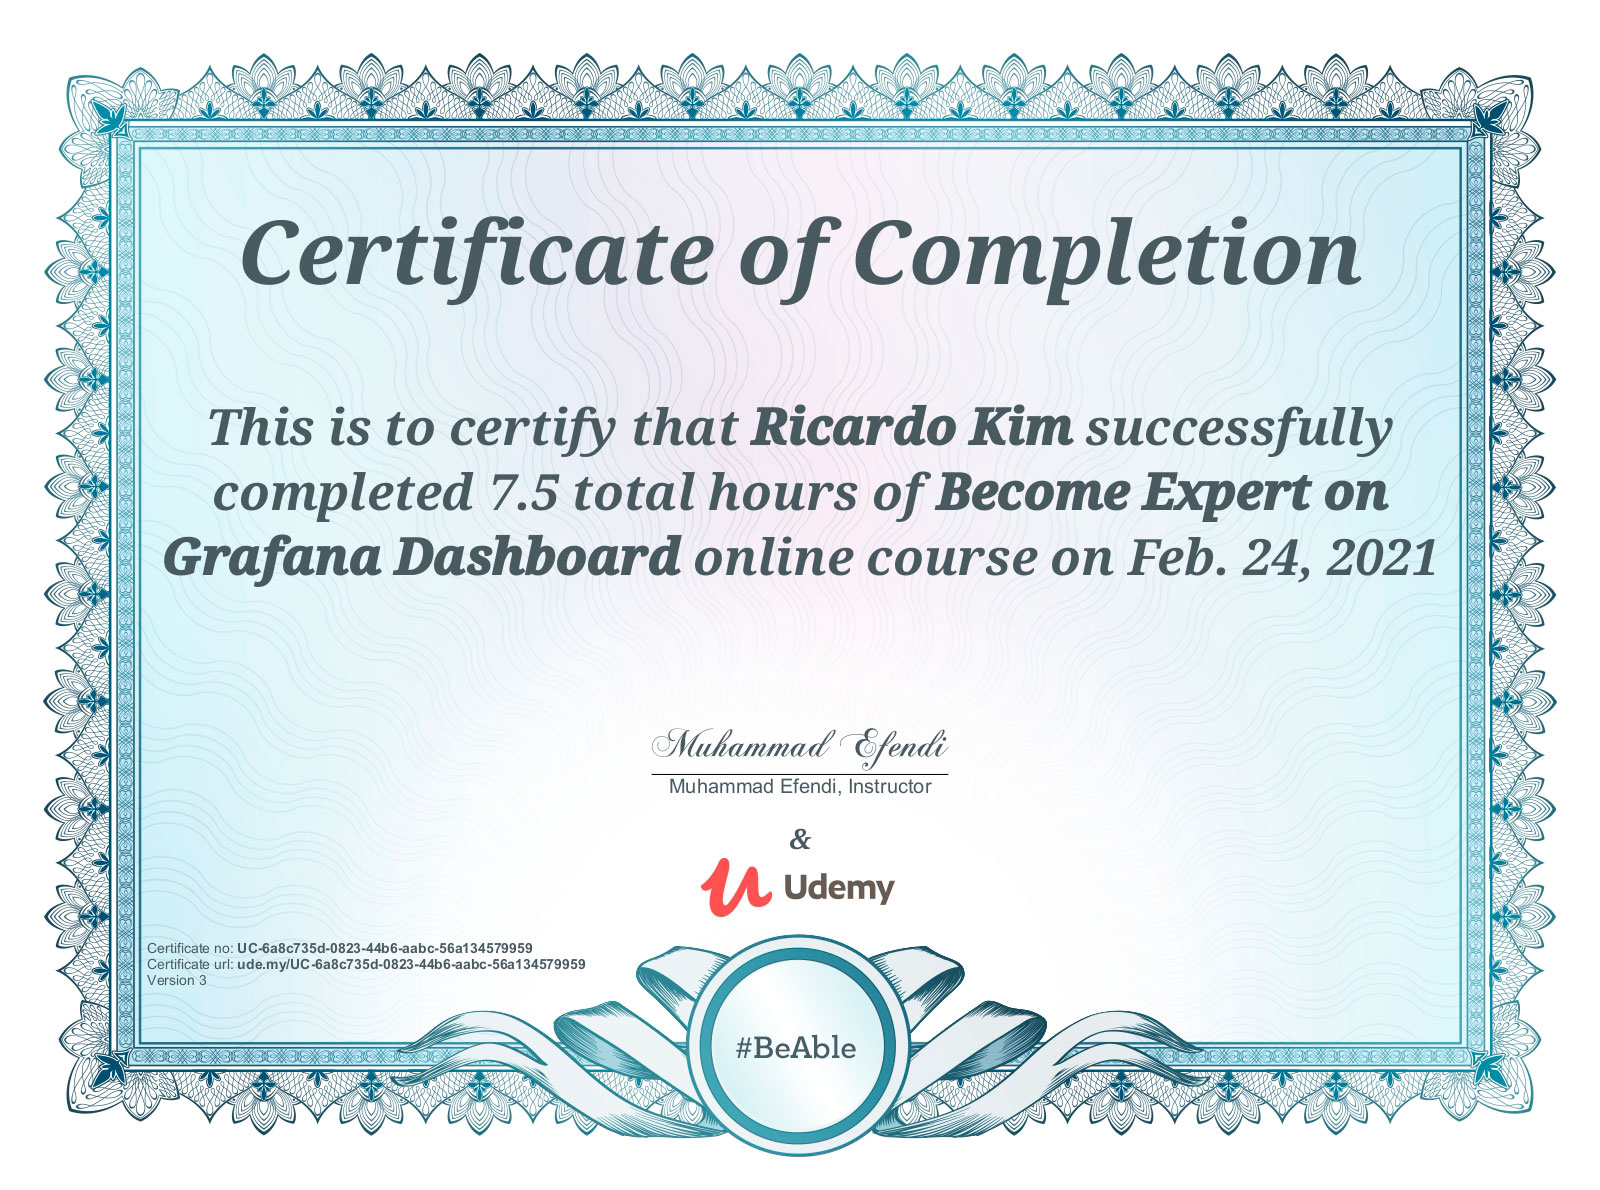 Certificate of Completion
This is to certify that Ricardo Kim successfully
completed 7.5 total hours of Become Expert on
Grafana Dashboard online course on Feb. 24, 2021
Muhammad Efendi
Muhammad Efendi, Instructor
&
Udemy
Certificate no: UC-6a8c735d-0823-44b6-aabc-56a134579959
Certificate url: ude.my/UC-6a8c735d-0823-44b6-aabc-56a134579959
Version 3
#BeAble